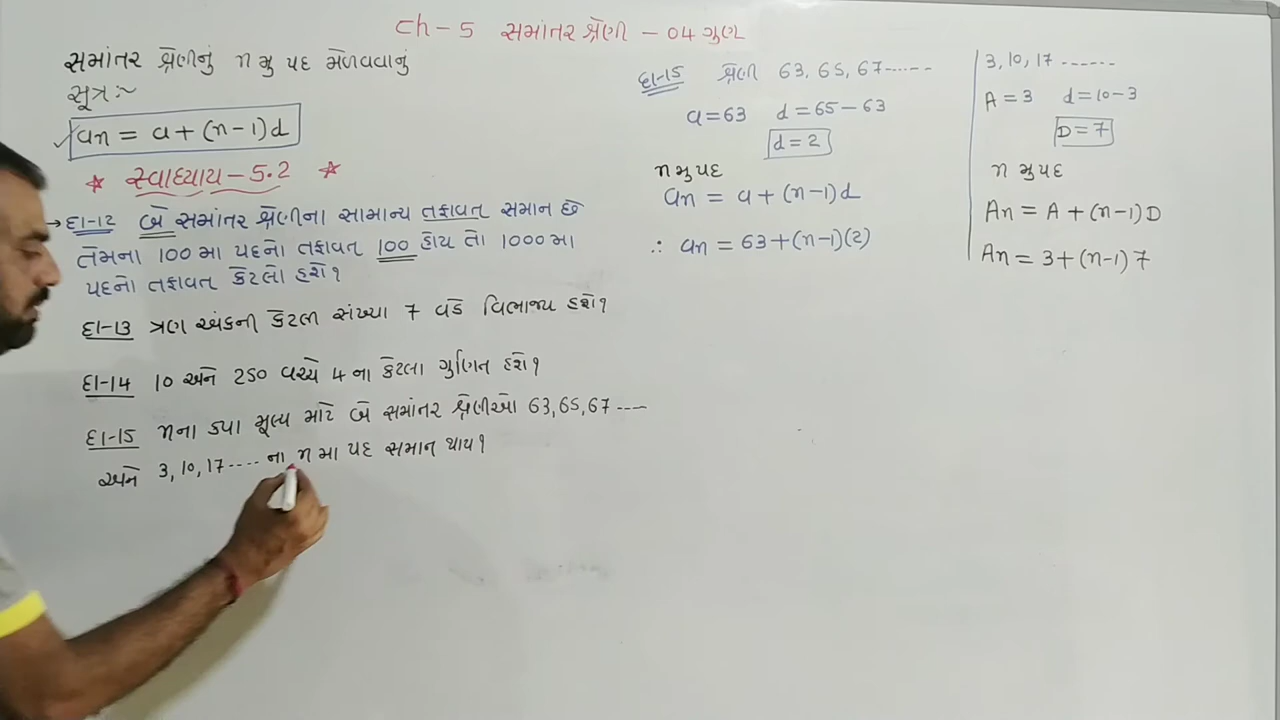 Ch-5 સમાંતર શ્રેણી - 04 ગુણ
સમાંતર શ્રેણીનું n મુ પદ મેળવવાનું
સૂત્ર:-
an = a + (n-1)d
* સ્વાધ્યાય - 5.2 *
→ દા-12 બે સમાંતર શ્રેણીના સામાન્ય તફાવત સમાન છે
તેમના 100 મા પદનો તફાવત 100 હોય તો 1000 મા
પદનો તફાવત કેટલો હશે?
દા-13 ત્રણ અંકની કેટલી સંખ્યા 7 વડે વિભાજ્ય હશે?
દા-14 10 અને 250 વચ્ચે 4 ના કેટલા ગુણિત હશે?
દા-15 n ના ક્યા મૂલ્ય માટે બે સમાંતર શ્રેણીઓ 63, 65, 67 ----
અને 3, 10, 17 ---- ના n મા પદ સમાન થાય?
દા-15 શ્રેણી 63, 65, 67------
a = 63 d = 65 - 63
d = 2
n મુ પદ
an = a + (n-1)d
∴ an = 63 + (n-1)(2)
3, 10, 17 ------
A = 3 d = 10-3
D = 7
n મુ પદ
An = A + (n-1)D
An = 3 + (n-1)7